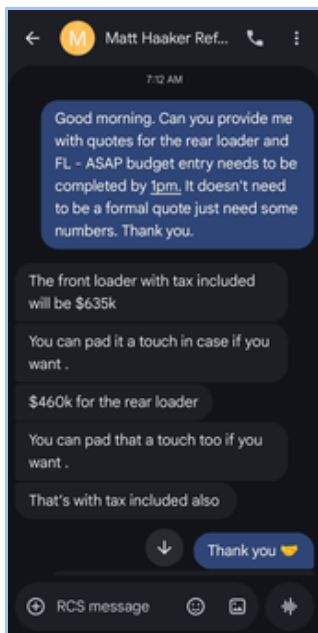 Matt Haaker Ref...
7:12 AM
Good morning. Can you provide me
with quotes for the rear loader and
FL - ASAP budget entry needs to be
completed by 1pm. It doesn't need
to be a formal quote just need some
numbers. Thank you.
The front loader with tax included
will be $635k
You can pad it a touch in case if you
want .
$460k for the rear loader
You can pad that a touch too if you
want .
That's with tax included also
Thank you 🤝
RCS message